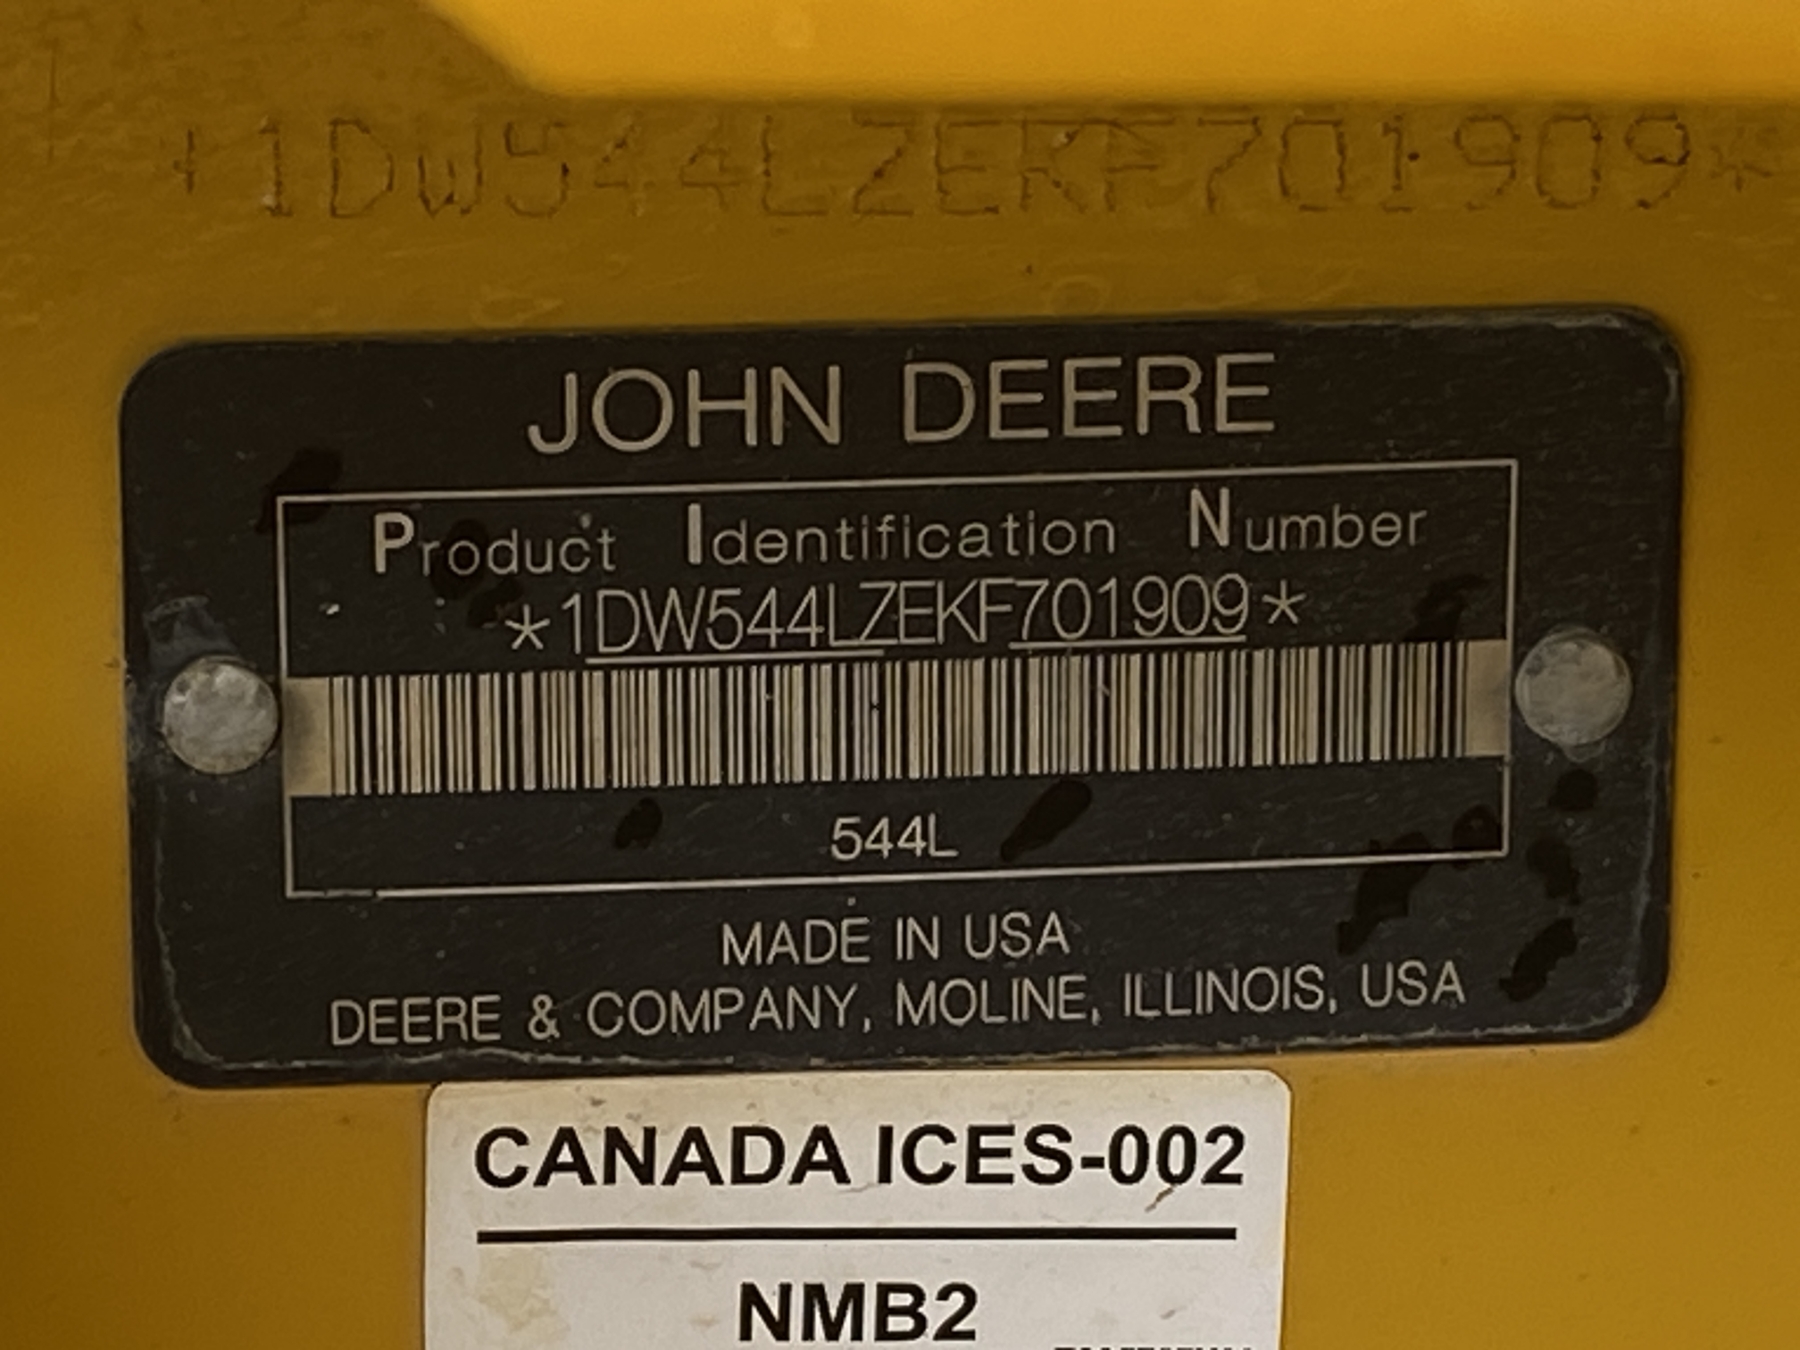 *1DW544LZEKF701909*
JOHN DEERE
Product Identification Number
*1DW544LZEKF701909*
544L
MADE IN USA
DEERE & COMPANY, MOLINE, ILLINOIS, USA
CANADA ICES-002
NMB2